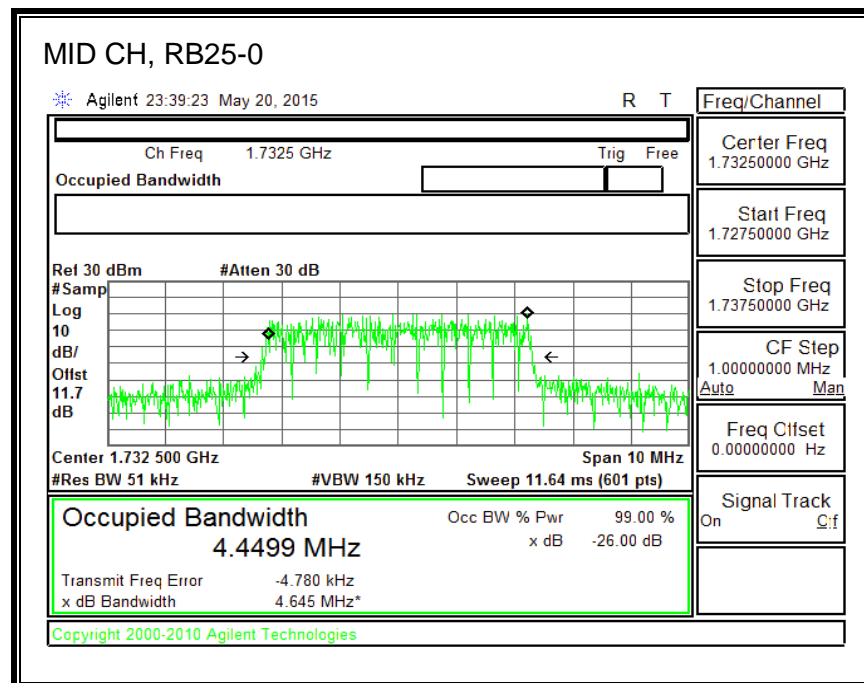 MID CH, RB25-0
Agilent 23:39:23 May 20, 2015 R T
Ch Freq 1.7325 GHz Trig Free
Occupied Bandwidth
Ref 30 dBm #Atten 30 dB
#Samp
Log
10
dB/
Offst
11.7
dB
Center 1.732 500 GHz Span 10 MHz
#Res BW 51 kHz #VBW 150 kHz Sweep 11.64 ms (601 pts)
Occupied Bandwidth Occ BW % Pwr 99.00 %
4.4499 MHz x dB -26.00 dB
Transmit Freq Error -4.780 kHz
x dB Bandwidth 4.645 MHz*
Copyright 2000-2010 Agilent Technologies
Freq/Channel
Center Freq
1.73250000 GHz
Start Freq
1.72750000 GHz
Stop Freq
1.73750000 GHz
CF Step
1.00000000 MHz
Auto Man
Freq Offset
0.00000000 Hz
Signal Track
On Off